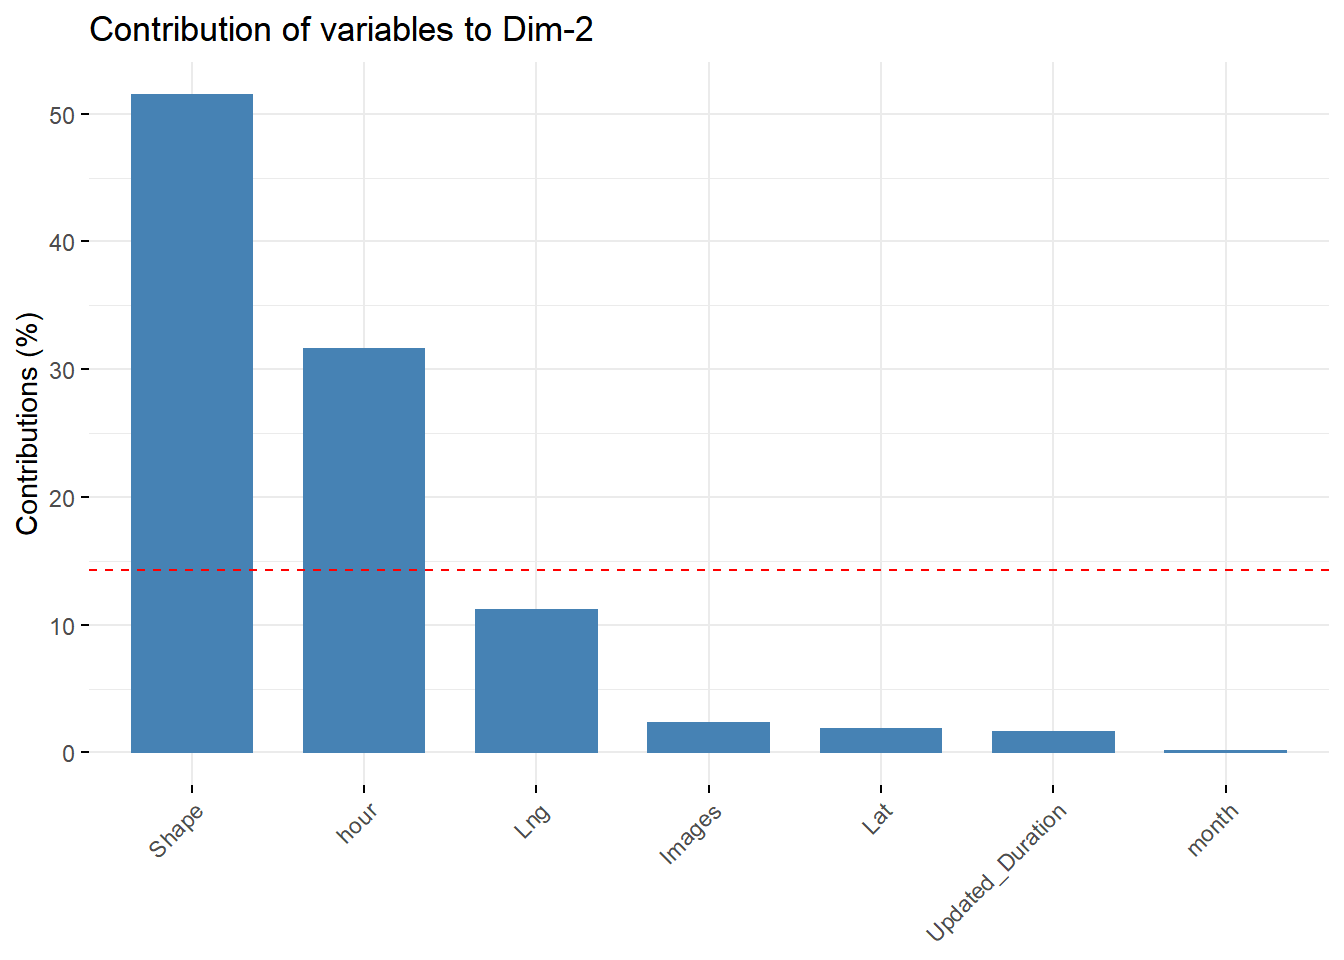 Contribution of variables to Dim-2
Contributions (%)
50
40
30
20
10
0
Shape
hour
Lng
Images
Lat
Updated_Duration
month